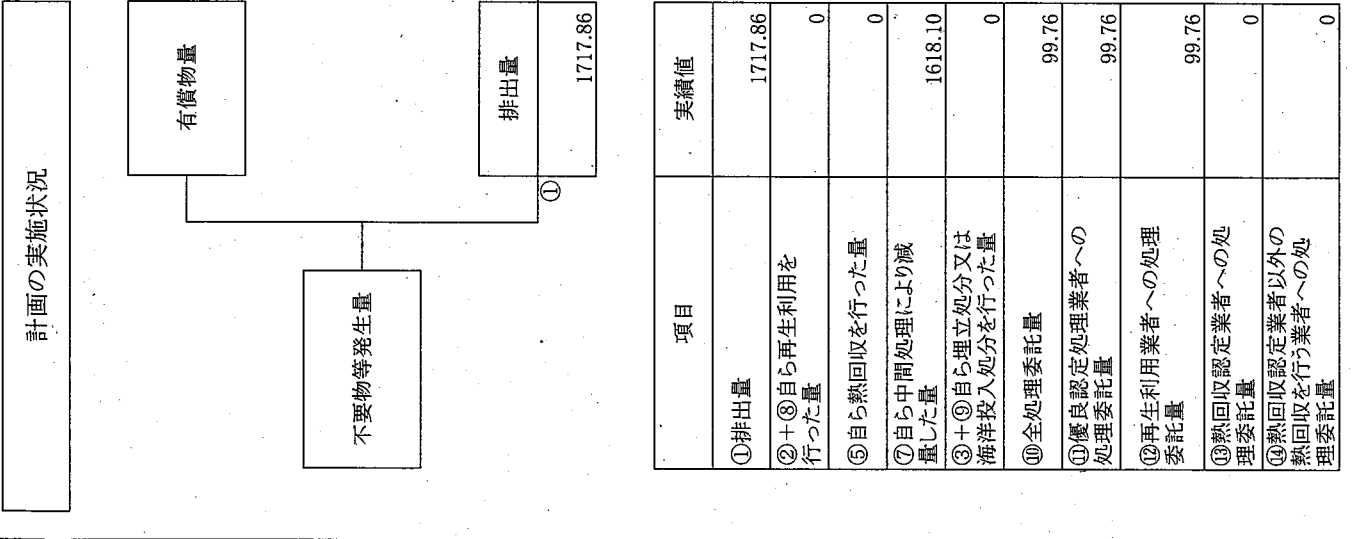 計画の実施状況
有償物量
不要物等発生量
排出量
①
1717.86
項目
実績値
①排出量
1717.86
②+⑧自ら再生利用を
行った量
0
⑤自ら熱回収を行った量
0
⑦自ら中間処理により減
量した量
1618.10
③+⑨自ら埋立処分又は
海洋投入処分を行った量
0
⑩全処理委託量
99.76
⑪優良認定処理業者への
処理委託量
99.76
⑫再生利用業者への処理
委託量
99.76
⑬熱回収認定業者への処
理委託量
0
⑭熱回収認定業者以外の
熱回収を行う業者への処
理委託量
0